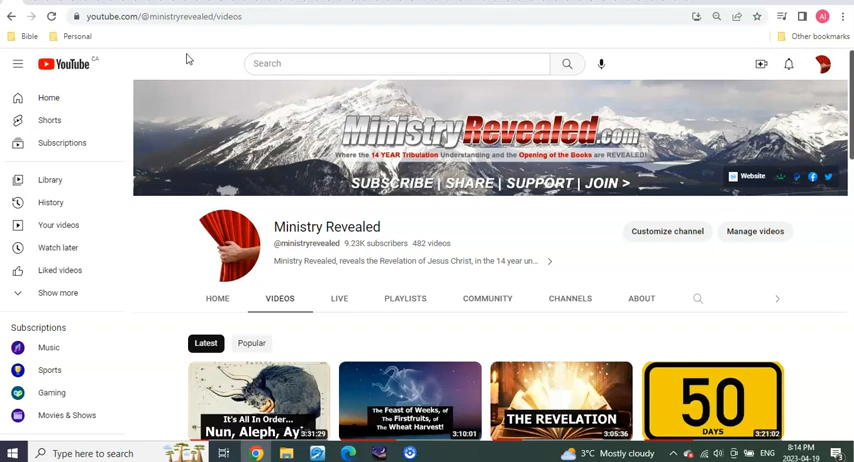 youtube.com/@ministryrevealed/videos
AI
Bible
Personal
Other bookmarks
YouTube CA
Search
Home
Shorts
Subscriptions
Library
History
Your videos
Watch later
Liked videos
Show more
Subscriptions
Music
Sports
Gaming
Movies & Shows
MinistryRevealed.com
Where the 14 YEAR Tribulation Understanding and the Opening of the Books are REVEALED!
SUBSCRIBE | SHARE | SUPPORT | JOIN >
Website
Ministry Revealed
@ministryrevealed 9.23K subscribers 482 videos
Ministry Revealed, reveals the Revelation of Jesus Christ, in the 14 year un...
Customize channel
Manage videos
HOME VIDEOS LIVE PLAYLISTS COMMUNITY CHANNELS ABOUT
Latest Popular
It's All In Order...
Nun, Aleph, Ayi
3:31:29
The Feast of Weeks, of
The Firstfruits, of
The Wheat Harvest!
3:10:01
THE REVELATION
3:05:36
50
DAYS
3:21:02
Type here to search
3°C Mostly cloudy
ENG
8:14 PM
2023-04-19
3